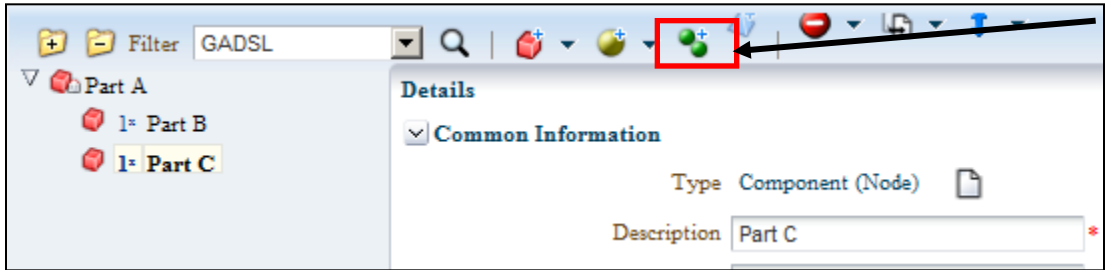 Filter GADSL
Part A
1x Part B
1x Part C
Details
Common Information
Type Component (Node)
Description Part C *